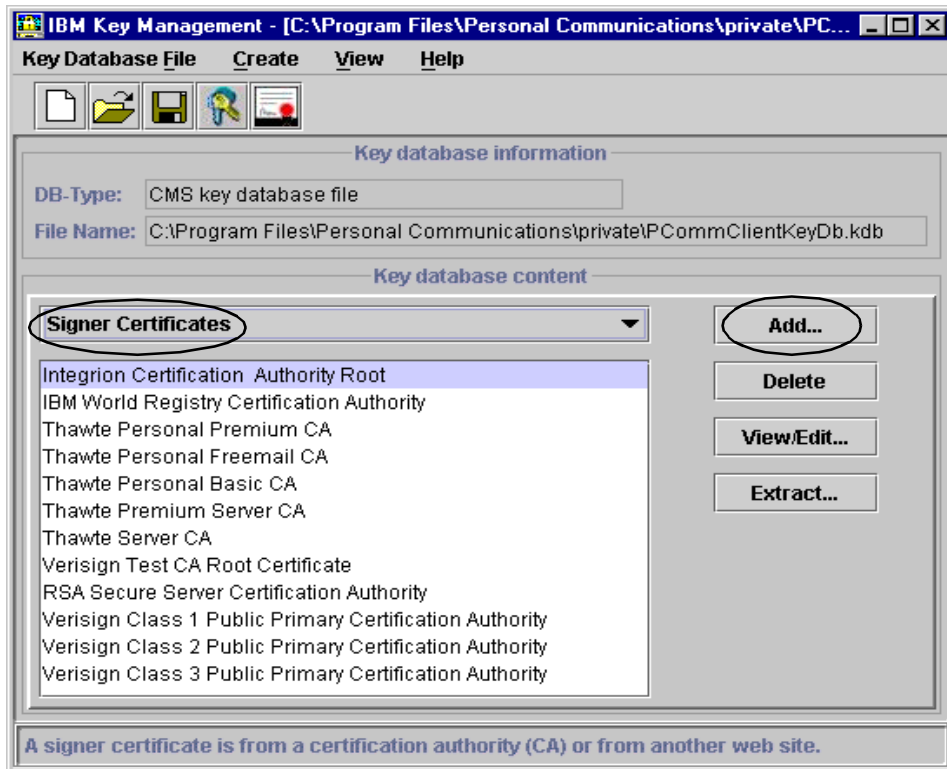 IBM Key Management - [C:\Program Files\Personal Communications\private\PC...
Key Database File Create View Help
Key database information
DB-Type: CMS key database file
File Name: C:\Program Files\Personal Communications\private\PCommClientKeyDb.kdb
Key database content
Signer Certificates
Add...
Integrion Certification Authority Root
Delete
IBM World Registry Certification Authority
Thawte Personal Premium CA
View/Edit...
Thawte Personal Freemail CA
Thawte Personal Basic CA
Extract...
Thawte Premium Server CA
Thawte Server CA
Verisign Test CA Root Certificate
RSA Secure Server Certification Authority
Verisign Class 1 Public Primary Certification Authority
Verisign Class 2 Public Primary Certification Authority
Verisign Class 3 Public Primary Certification Authority
A signer certificate is from a certification authority (CA) or from another web site.